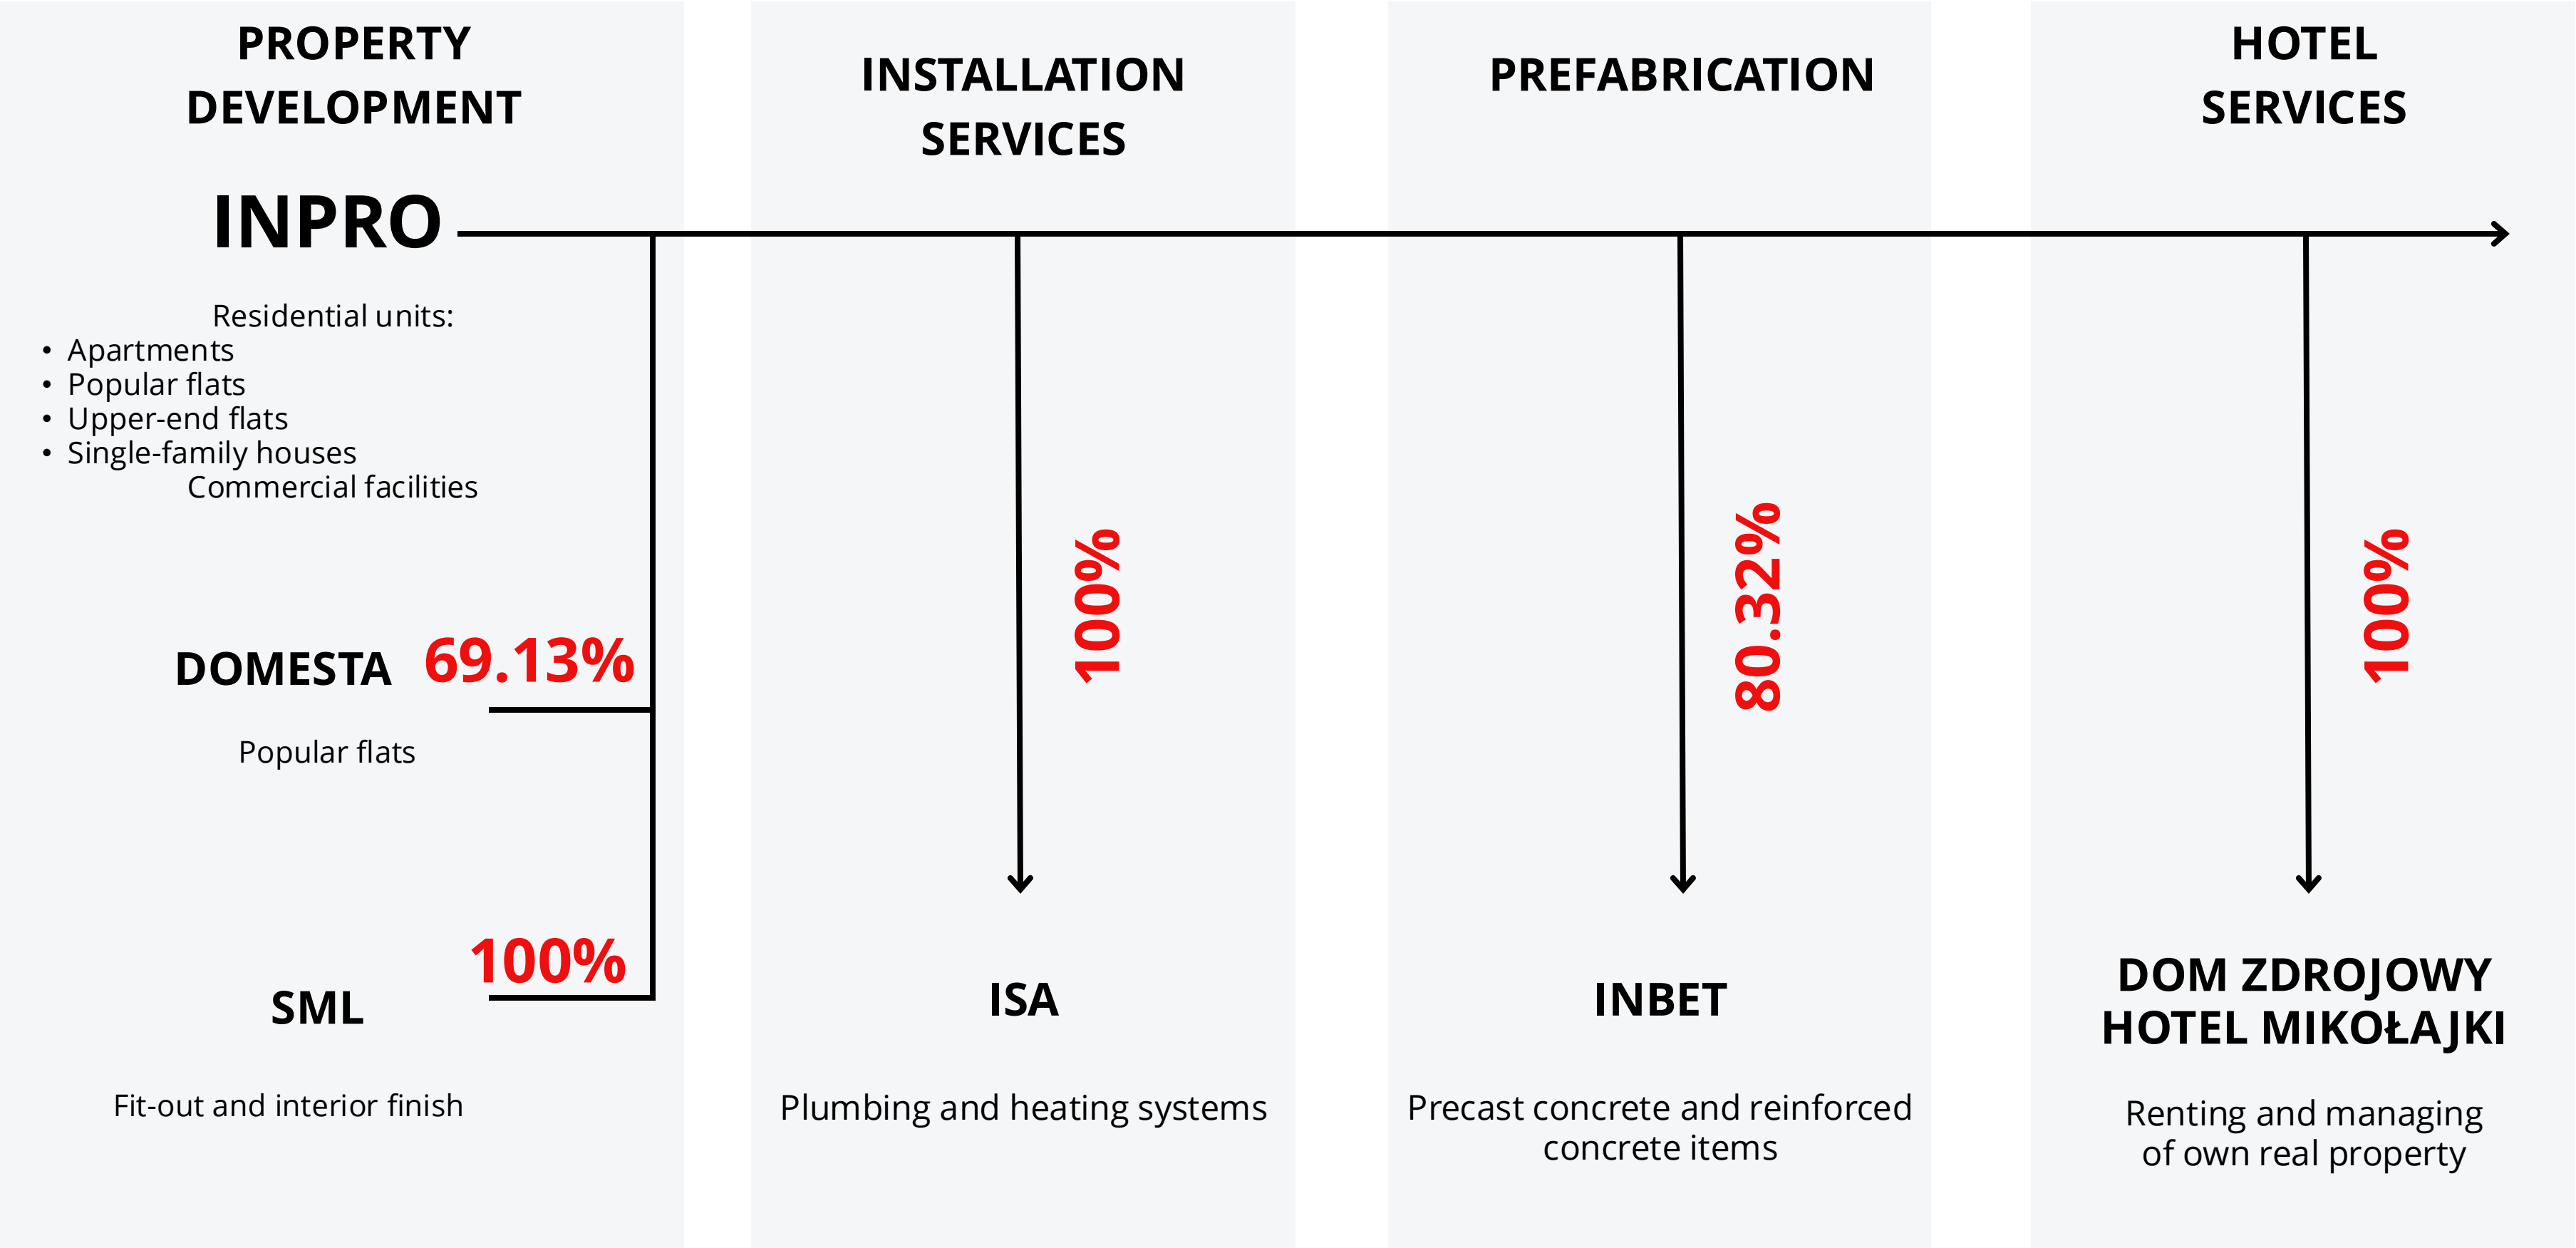 PROPERTY
DEVELOPMENT
INPRO
Residential units:
• Apartments
• Popular flats
• Upper-end flats
• Single-family houses
Commercial facilities
DOMESTA 69.13%
Popular flats
100%
SML
Fit-out and interior finish
INSTALLATION
SERVICES
100%
ISA
Plumbing and heating systems
PREFABRICATION
80.32%
INBET
Precast concrete and reinforced
concrete items
HOTEL
SERVICES
100%
DOM ZDROJOWY
HOTEL MIKOŁAJKI
Renting and managing
of own real property